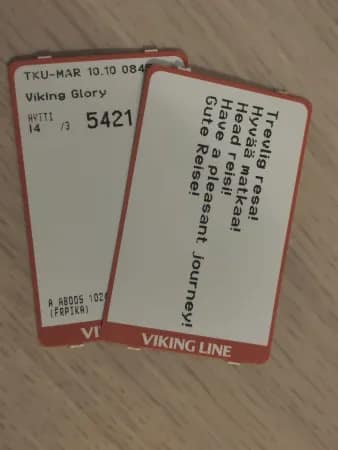 TKU-MAR 10.10 0845
Viking Glory
HYTTI
14 /3 5421
A ABOOS 102
(FRPIKA)
VI
Trevlig resa!
Hyvää matkaa!
Head reisi!
Have a pleasant journey!
Gute Reise!
VIKING LINE